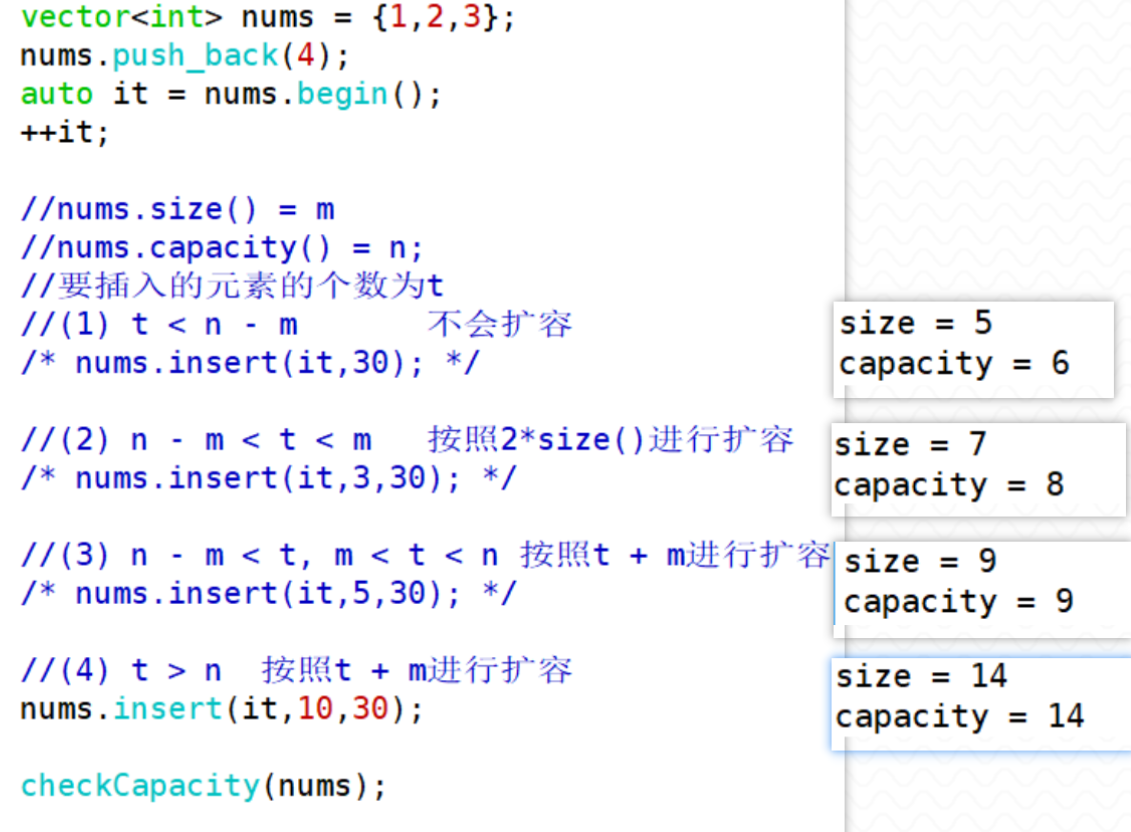 vector<int> nums = {1,2,3};
nums.push_back(4);
auto it = nums.begin();
++it;
//nums.size() = m
//nums.capacity() = n;
//要插入的元素的个数为t
//(1) t < n - m 不会扩容
/* nums.insert(it,30); */
size = 5
capacity = 6
//(2) n - m < t < m 按照2*size()进行扩容
/* nums.insert(it,3,30); */
size = 7
capacity = 8
//(3) n - m < t, m < t < n 按照t + m进行扩容
/* nums.insert(it,5,30); */
size = 9
capacity = 9
//(4) t > n 按照t + m进行扩容
nums.insert(it,10,30);
size = 14
capacity = 14
checkCapacity(nums);